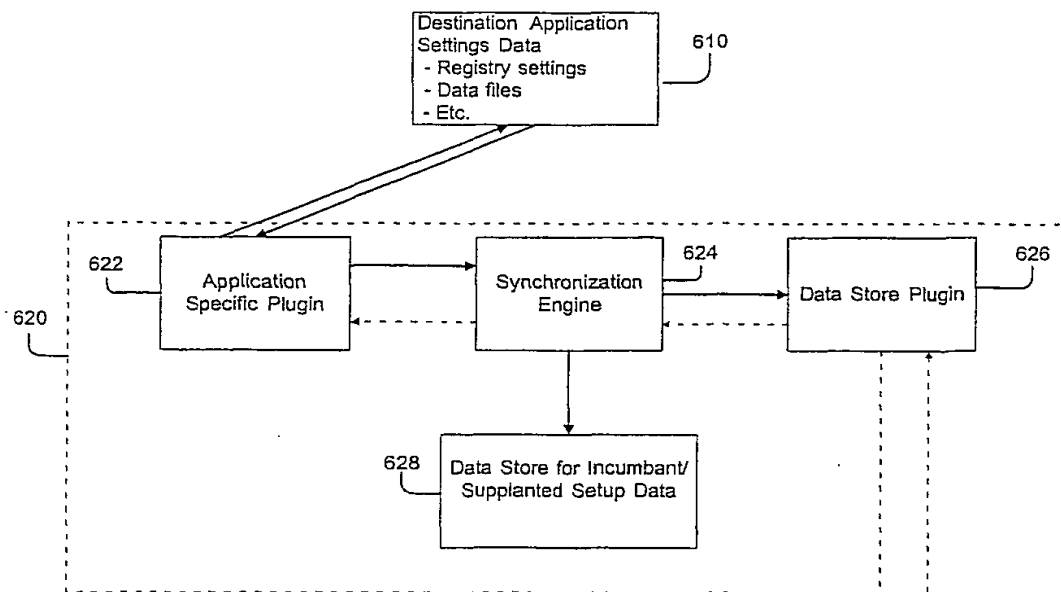 Destination Application
Settings Data
- Registry settings
- Data files
- Etc.
610
622
Application
Specific Plugin
Synchronization
Engine
624
Data Store Plugin
626
620
628
Data Store for Incumbant/
Supplanted Setup Data